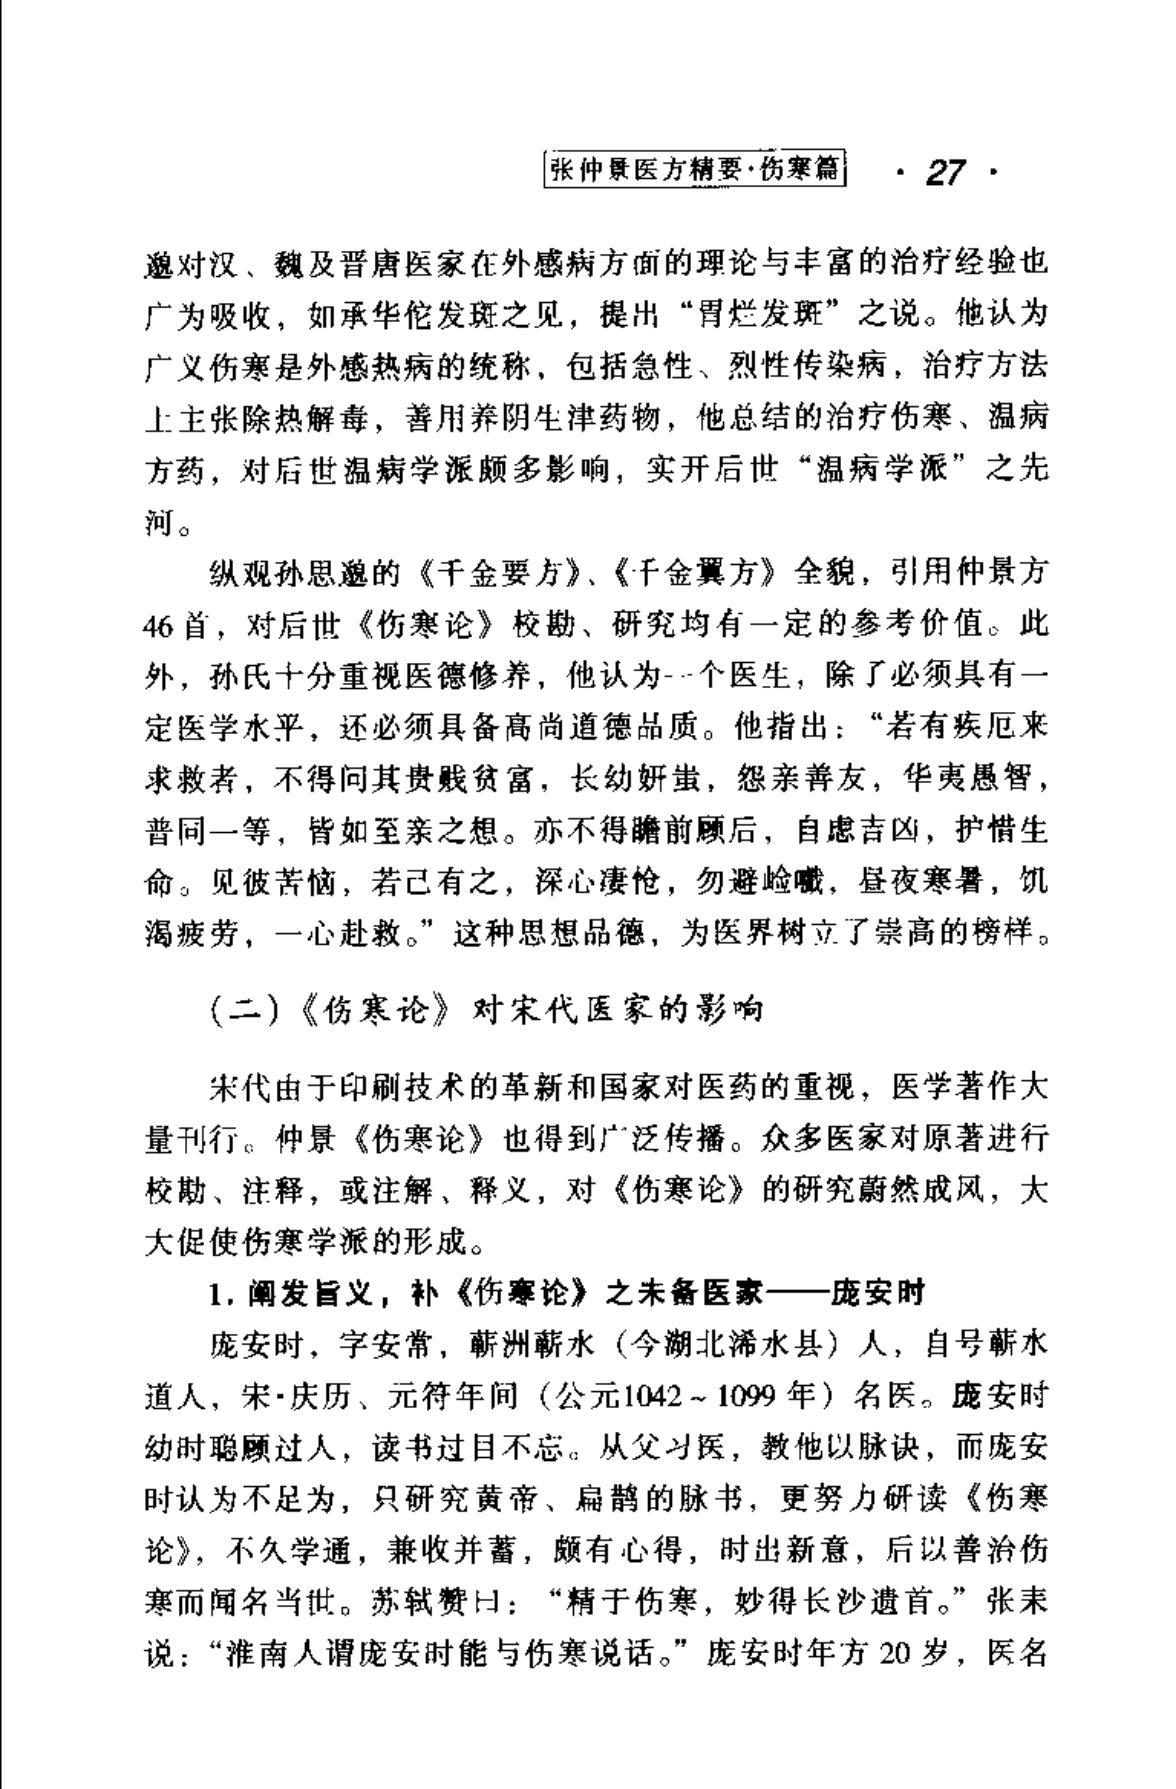 张仲景医方精要·伤寒篇 · 27 ·
邈对汉、魏及晋唐医家在外感病方面的理论与丰富的治疗经验也
广为吸收，如承华佗发斑之见，提出“胃烂发斑”之说。他认为
广义伤寒是外感热病的统称，包括急性、烈性传染病，治疗方法
上主张除热解毒，善用养阴生津药物，他总结的治疗伤寒、温病
方药，对后世温病学派颇多影响，实开后世“温病学派”之先
河。
纵观孙思邈的《千金要方》、《千金翼方》全貌，引用仲景方
46首，对后世《伤寒论》校勘、研究均有一定的参考价值。此
外，孙氏十分重视医德修养，他认为一个医生，除了必须具有一
定医学水平，还必须具备高尚道德品质。他指出：“若有疾厄来
求救者，不得问其贵贱贫富，长幼妍蚩，怨亲善友，华夷愚智，
普同一等，皆如至亲之想。亦不得瞻前顾后，自虑吉凶，护惜生
命。见彼苦恼，若己有之，深心凄怆，勿避崄巇，昼夜寒暑，饥
渴疲劳，一心赴救。”这种思想品德，为医界树立了崇高的榜样。
（二）《伤寒论》对宋代医家的影响
宋代由于印刷技术的革新和国家对医药的重视，医学著作大
量刊行。仲景《伤寒论》也得到广泛传播。众多医家对原著进行
校勘、注释，或注解、释义，对《伤寒论》的研究蔚然成风，大
大促使伤寒学派的形成。
1. 阐发旨义，补《伤寒论》之未备医家——庞安时
庞安时，字安常，蕲洲蕲水（今湖北浠水县）人，自号蕲水
道人，宋·庆历、元符年间（公元1042～1099年）名医。庞安时
幼时聪颀过人，读书过目不忘。从父习医，教他以脉诀，而庞安
时认为不足为，只研究黄帝、扁鹊的脉书，更努力研读《伤寒
论》，不久学通，兼收并蓄，颇有心得，时出新意，后以善治伤
寒而闻名当世。苏轼赞曰：“精于伤寒，妙得长沙遗首。”张耒
说：“淮南人谓庞安时能与伤寒说话。”庞安时年方20岁，医名